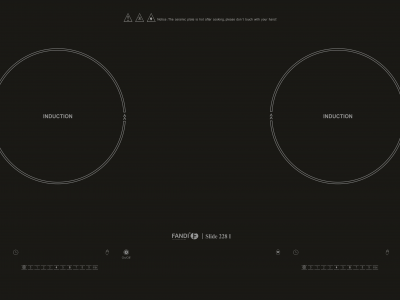 Notice: The ceramic plate is hot after cooking, please don't touch with your hand!
INDUCTION
INDUCTION
FANDI | Slide 228 I